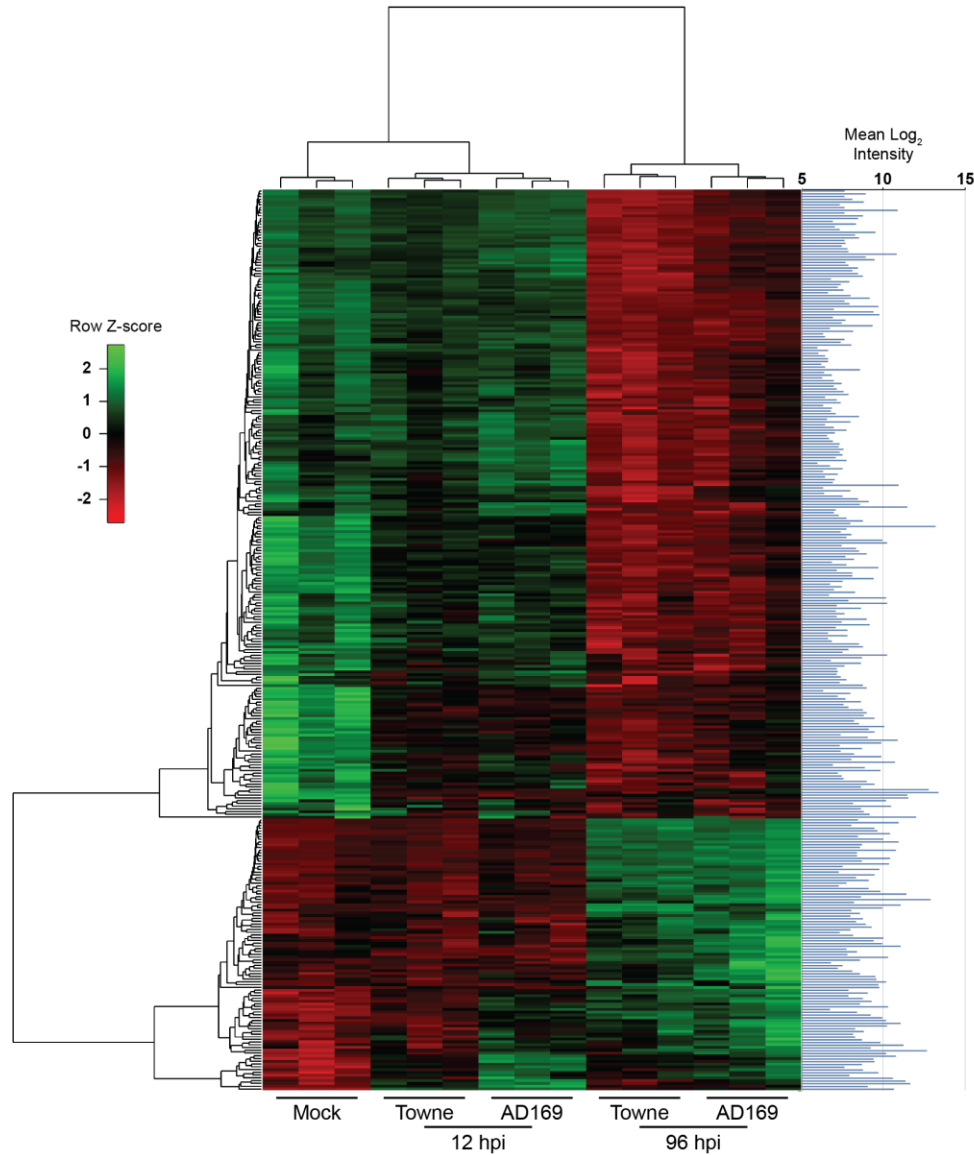 Mean Log2
Intensity
5 10 15
Row Z-score
2
1
0
-1
-2
Mock Towne AD169 Towne AD169
12 hpi 96 hpi